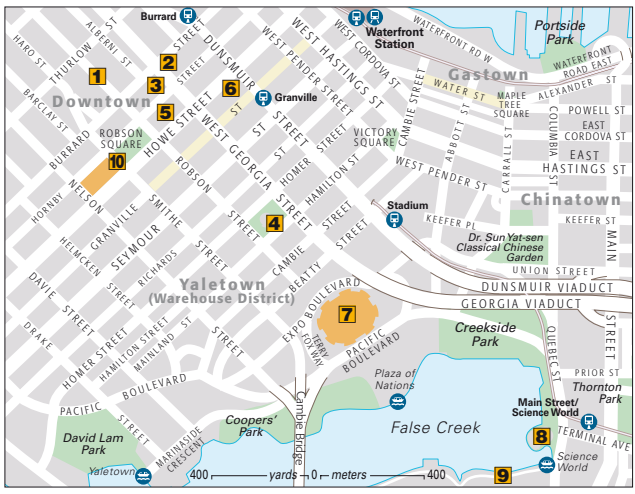 Burrard
Waterfront
Station
WATERFRONT RD W
Portside
Park
WATERFRONT
ROAD EAST
HARO ST
THURLOW ST
ALBERNI ST
STREET
STREET
DUNSMUIR
STREET
WEST HASTINGS ST
WEST CORDOVA ST
WEST PENDER STREET
Gastown
WATER ST
MAPLE
TREE
SQUARE
ALEXANDER ST
1
2
3
5
6
Granville
Downtown
BARCLAY ST
BURRARD
ROBSON
SQUARE
10
HOWE STREET
ST
WEST GEORGIA
STREET
ST
ST
HOMER STREET
HAMILTON ST
VICTORY
SQUARE
CAMBIE STREET
ABBOTT ST
CARRALL ST
COLUMBIA ST
POWELL ST
EAST
CORDOVA ST
EAST
HASTINGS ST
WEST PENDER ST
Chinatown
HORNBY
NELSON
ROBSON
STREET
SMITHE
STREET
GRANVILLE
SEYMOUR
RICHARDS
4
Stadium
KEEFER PL
KEEFER ST
MAIN
STREET
Dr. Sun Yat-sen
Classical Chinese
Garden
UNION STREET
HELMCKEN
STREET
DAVIE STREET
DRAKE
Yaletown
(Warehouse District)
CAMBIE
STREET
BEATTY
STREET
DUNSMUIR VIADUCT
GEORGIA VIADUCT
EXPO BOULEVARD
7
TERRY
FOX WAY
PACIFIC
BOULEVARD
Creekside
Park
QUEBEC ST
HOMER STREET
HAMILTON STREET
MAINLAND ST
STREET
PRIOR ST
Thornton
Park
Plaza of
Nations
Main Street/
Science World
TERMINAL AVE
PACIFIC BOULEVARD
STREET
David Lam
Park
MARINASIDE
CRESCENT
Coopers'
Park
Cambie Bridge
False Creek
8
Science
World
Yaletown
400 yards 0 meters 400
9